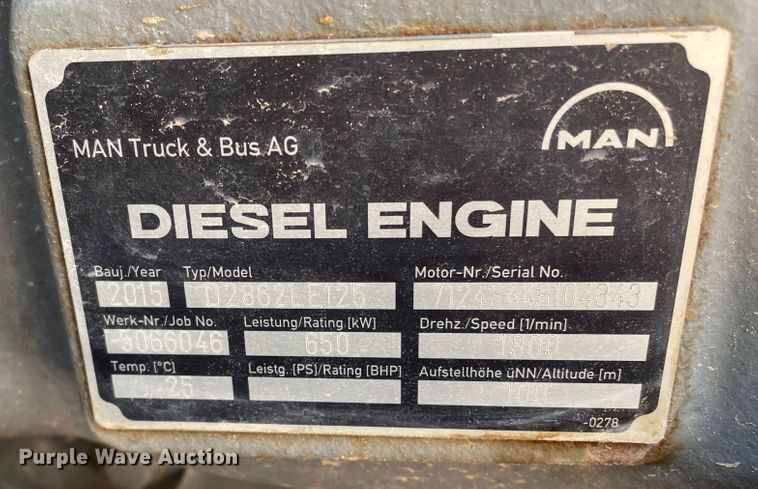 MAN
MAN Truck & Bus AG
DIESEL ENGINE
Bauj./Year Typ/Model Motor-Nr./Serial No.
2015 D2862LE125
Werk-Nr./Job No. Leistung/Rating.[kW] Drehz./Speed [1/min]
5066046 650 1800
Temp. [°C] Leistg. [PS]/Rating [BHP] Aufstellhöhe üNN/Altitude [m]
25 100
-0278
Purple Wave Auction